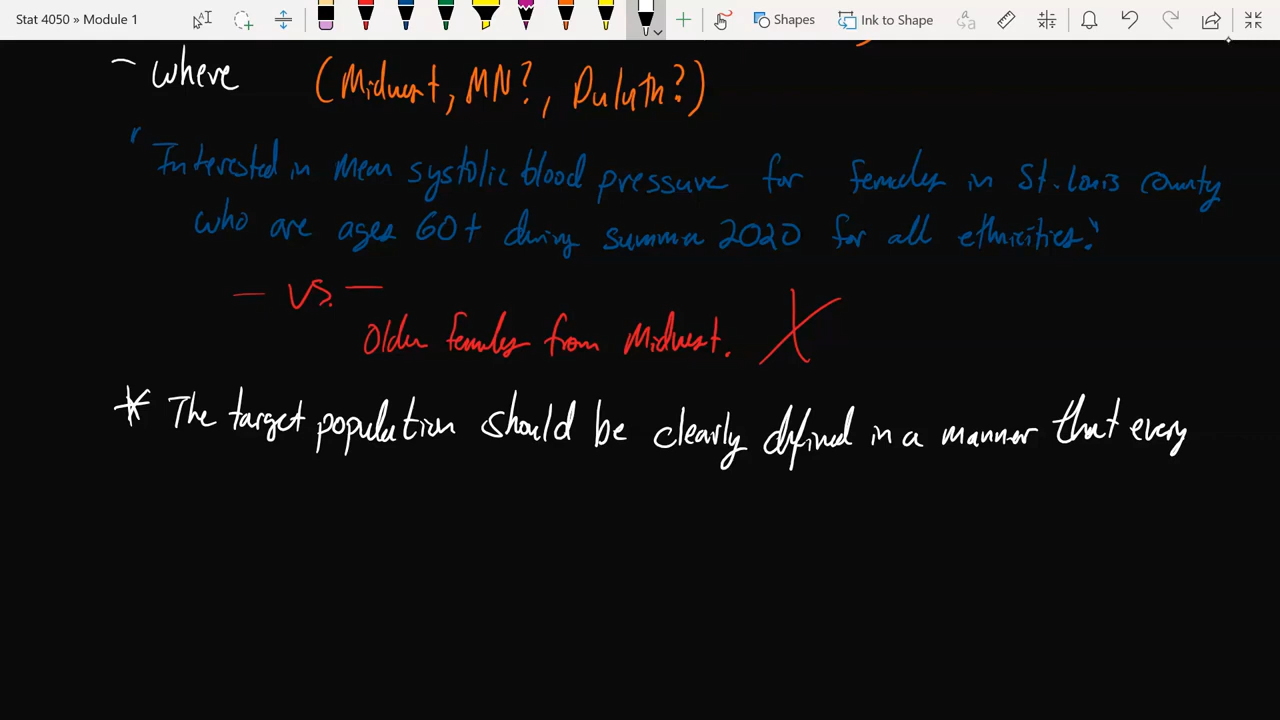 Stat 4050 » Module 1
Shapes
Ink to Shape
- where (Midwest, MN?, Duluth?)
"Interested in mean systolic blood pressure for females in St. Louis county
who are ages 60+ during summer 2020 for all ethnicities."
- vs. -
Older females from Midwest. X
* The target population should be clearly defined in a manner that every